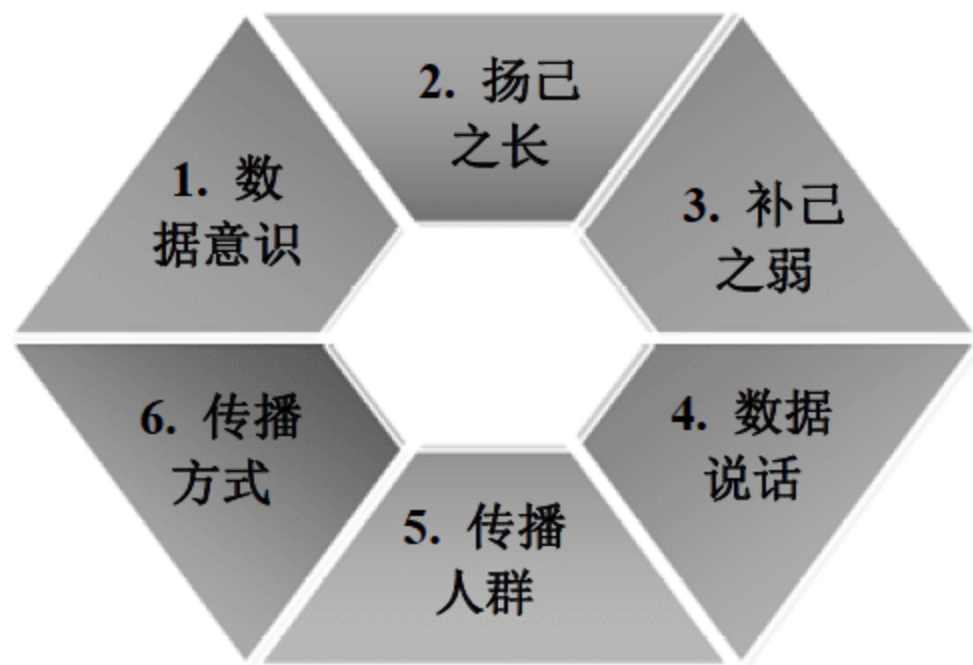 1. 数
据意识
2. 扬己
之长
3. 补己
之弱
4. 数据
说话
5. 传播
人群
6. 传播
方式